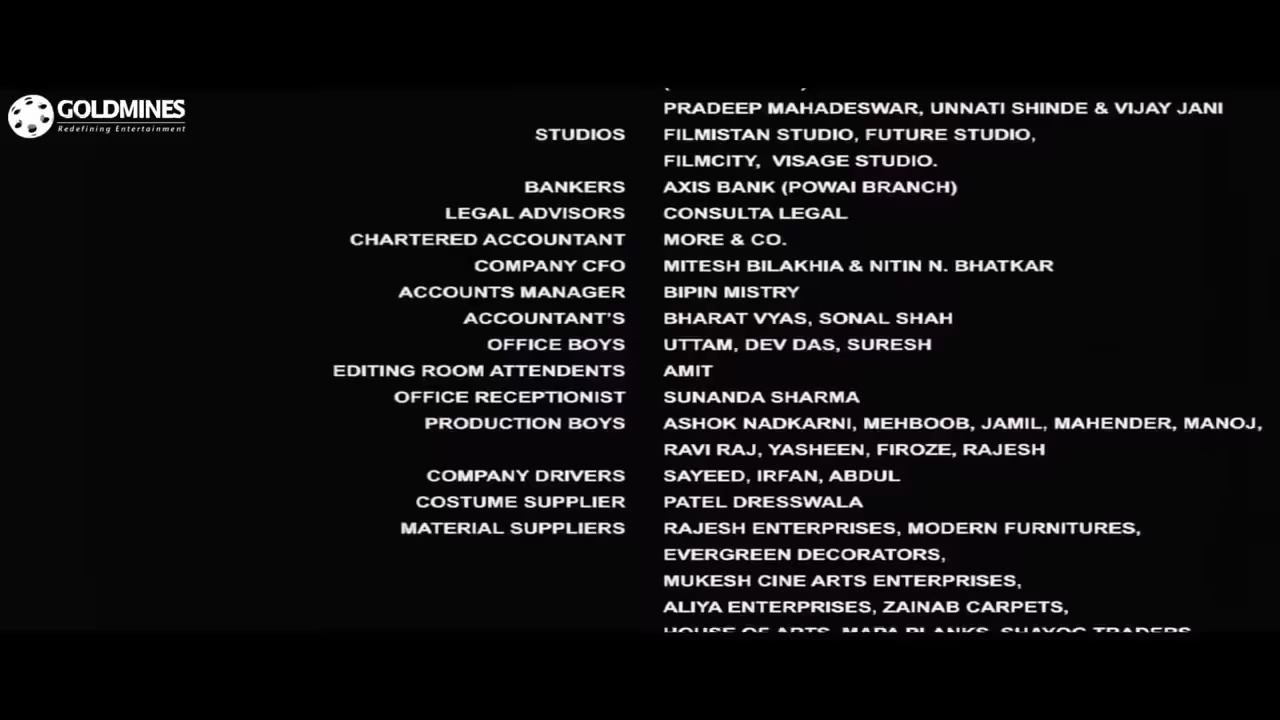 GOLDMINES
Redefining Entertainment
PRADEEP MAHADESWAR, UNNATI SHINDE & VIJAY JANI
STUDIOS FILMISTAN STUDIO, FUTURE STUDIO,
FILMCITY, VISAGE STUDIO.
BANKERS AXIS BANK (POWAI BRANCH)
LEGAL ADVISORS CONSULTA LEGAL
CHARTERED ACCOUNTANT MORE & CO.
COMPANY CFO MITESH BILAKHIA & NITIN N. BHATKAR
ACCOUNTS MANAGER BIPIN MISTRY
ACCOUNTANT'S BHARAT VYAS, SONAL SHAH
OFFICE BOYS UTTAM, DEV DAS, SURESH
EDITING ROOM ATTENDENTS AMIT
OFFICE RECEPTIONIST SUNANDA SHARMA
PRODUCTION BOYS ASHOK NADKARNI, MEHBOOB, JAMIL, MAHENDER, MANOJ,
RAVI RAJ, YASHEEN, FIROZE, RAJESH
COMPANY DRIVERS SAYEED, IRFAN, ABDUL
COSTUME SUPPLIER PATEL DRESSWALA
MATERIAL SUPPLIERS RAJESH ENTERPRISES, MODERN FURNITURES,
EVERGREEN DECORATORS,
MUKESH CINE ARTS ENTERPRISES,
ALIYA ENTERPRISES, ZAINAB CARPETS,
HOUSE OF ARTS,